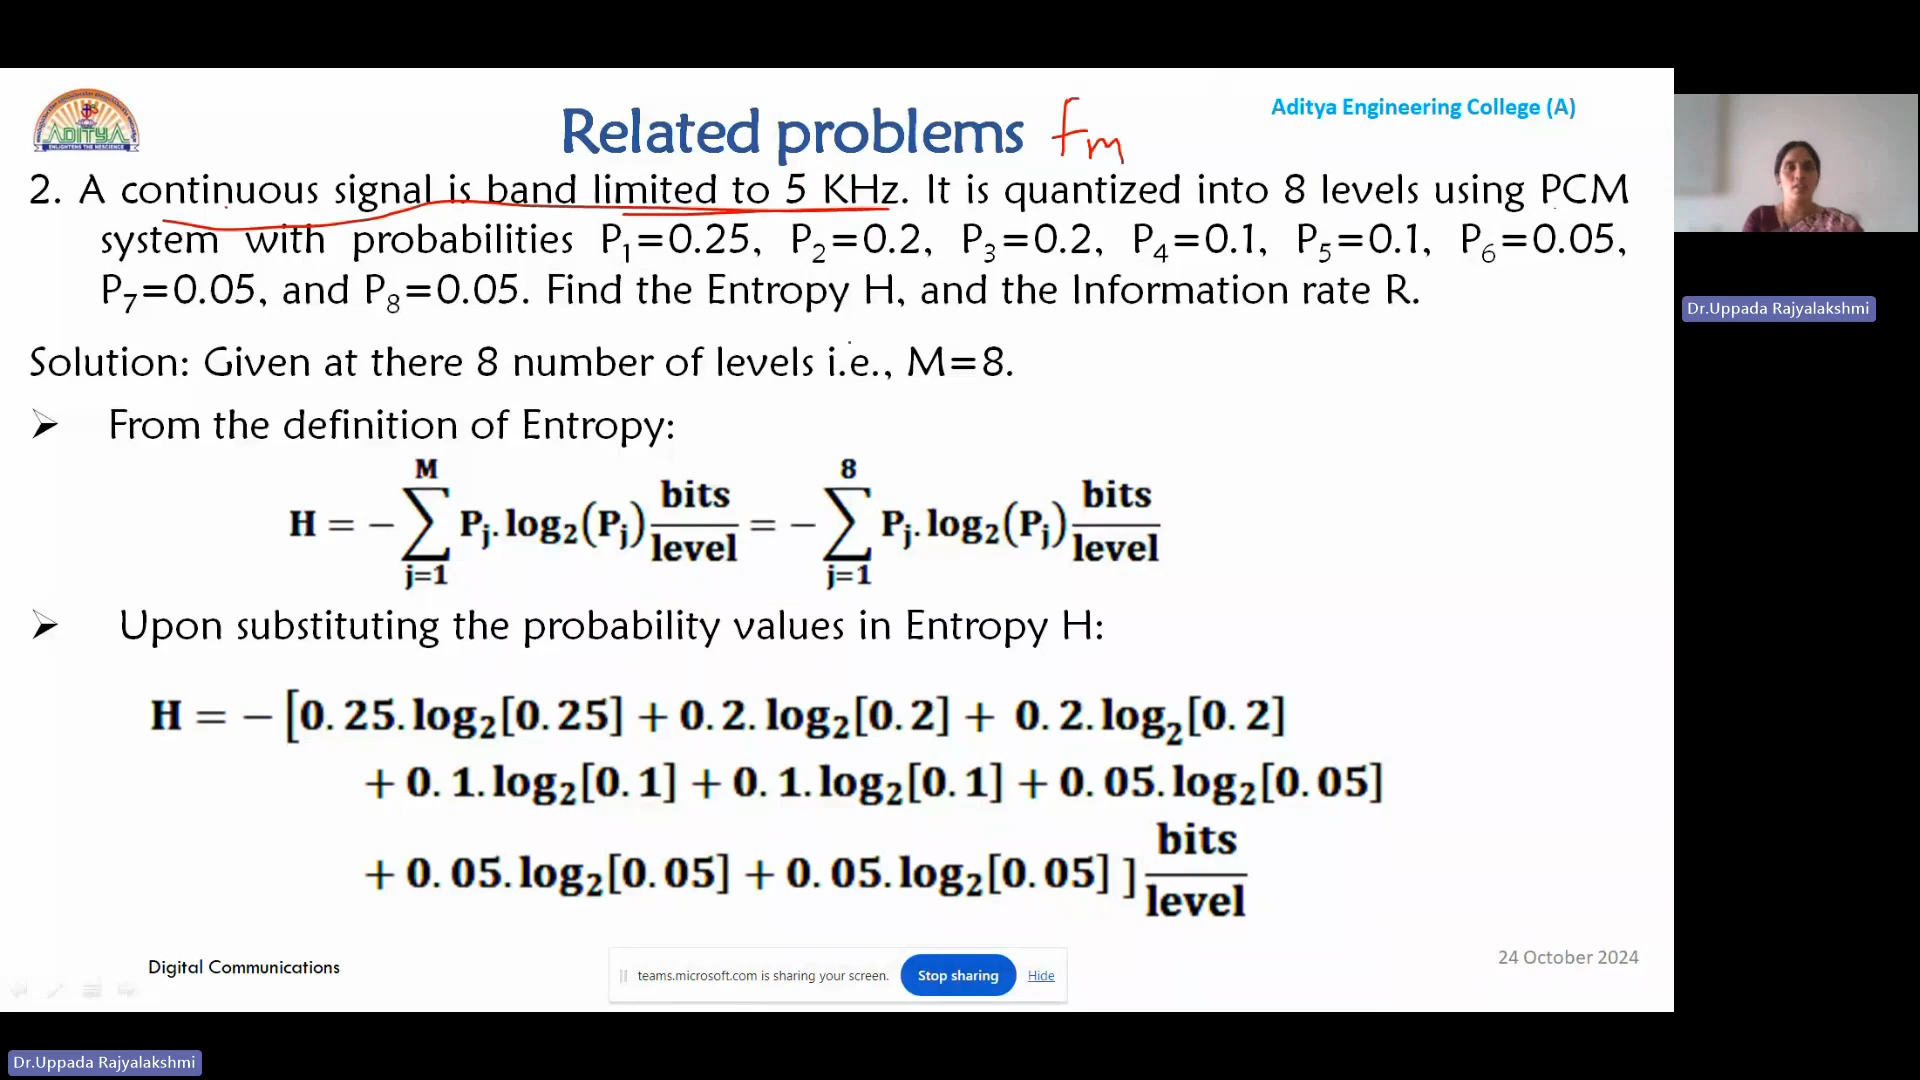 ADITYA
ENLIGHTENS THE NESCIENCE
Related problems fm
Aditya Engineering College (A)
2. A continuous signal is band limited to 5 KHz. It is quantized into 8 levels using PCM
system with probabilities P₁=0.25, P₂=0.2, P₃=0.2, P₄=0.1, P₅=0.1, P₆=0.05,
P₇=0.05, and P₈=0.05. Find the Entropy H, and the Information rate R.
Dr.Uppada Rajyalakshmi
Solution: Given at there 8 number of levels i.e., M=8.
➢ From the definition of Entropy:
H = − ∑_{j=1}^{M} Pⱼ. log₂(Pⱼ) bits/level = − ∑_{j=1}^{8} Pⱼ. log₂(Pⱼ) bits/level
➢ Upon substituting the probability values in Entropy H:
H = − [0.25. log₂[0.25] + 0.2. log₂[0.2] + 0.2. log₂[0.2]
+ 0.1. log₂[0.1] + 0.1. log₂[0.1] + 0.05. log₂[0.05]
+ 0.05. log₂[0.05] + 0.05. log₂[0.05] ] bits/level
Digital Communications
teams.microsoft.com is sharing your screen. Stop sharing Hide
24 October 2024
Dr.Uppada Rajyalakshmi